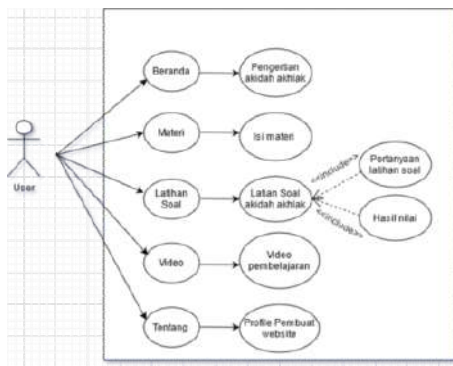 User
Beranda
Pengertian
akidah akhlak
Materi
Isi materi
Latihan
Soal
Latian Soal
akidah akhlak
<<include>>
Pertanyaan
latihan soal
<<include>>
Hasil nilai
Video
Video
pembelajaran
Tentang
Profile Pembuat
website